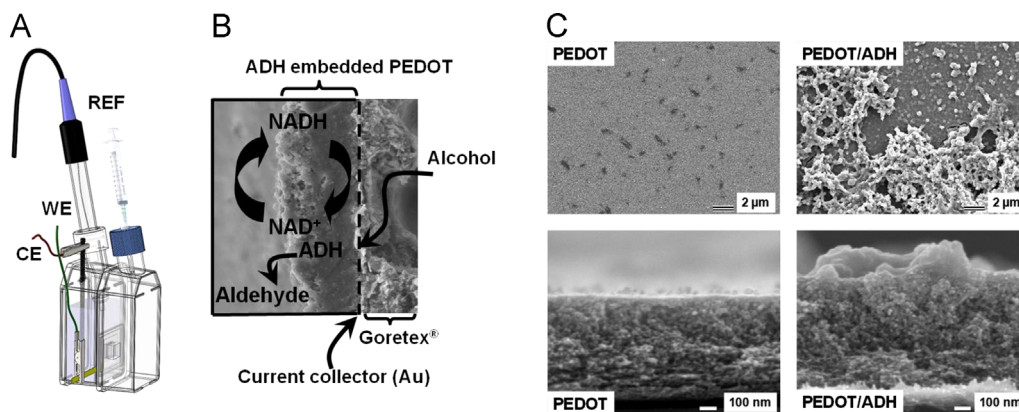 A
REF
WE
CE
B
ADH embedded PEDOT
NADH
Alcohol
NAD+
ADH
Aldehyde
Goretex®
Current collector (Au)
C
PEDOT
2 µm
PEDOT/ADH
2 µm
PEDOT
100 nm
PEDOT/ADH
100 nm